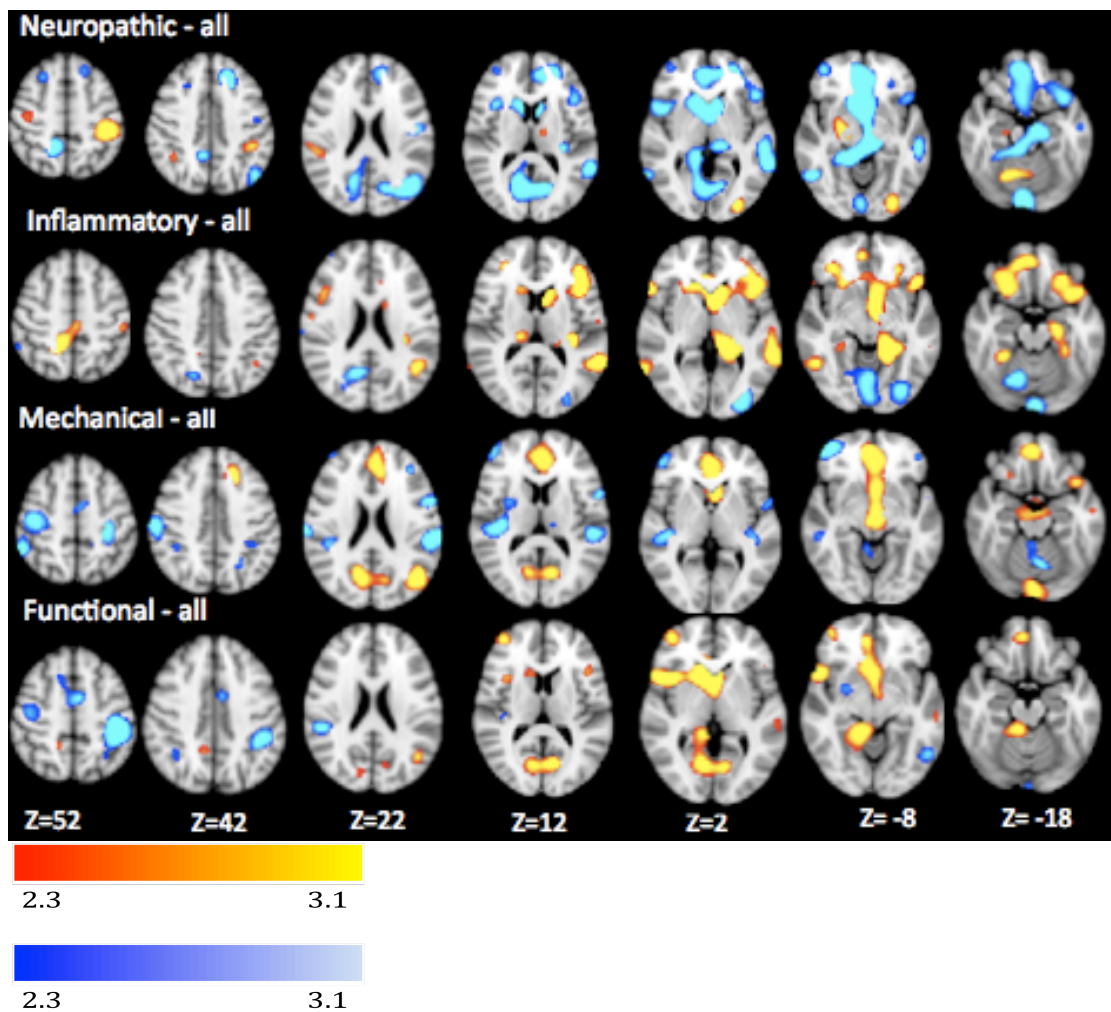 Neuropathic - all
Inflammatory - all
Mechanical - all
Functional - all
Z=52 Z=42 Z=22 Z=12 Z=2 Z= -8 Z= -18
2.3 3.1
2.3 3.1